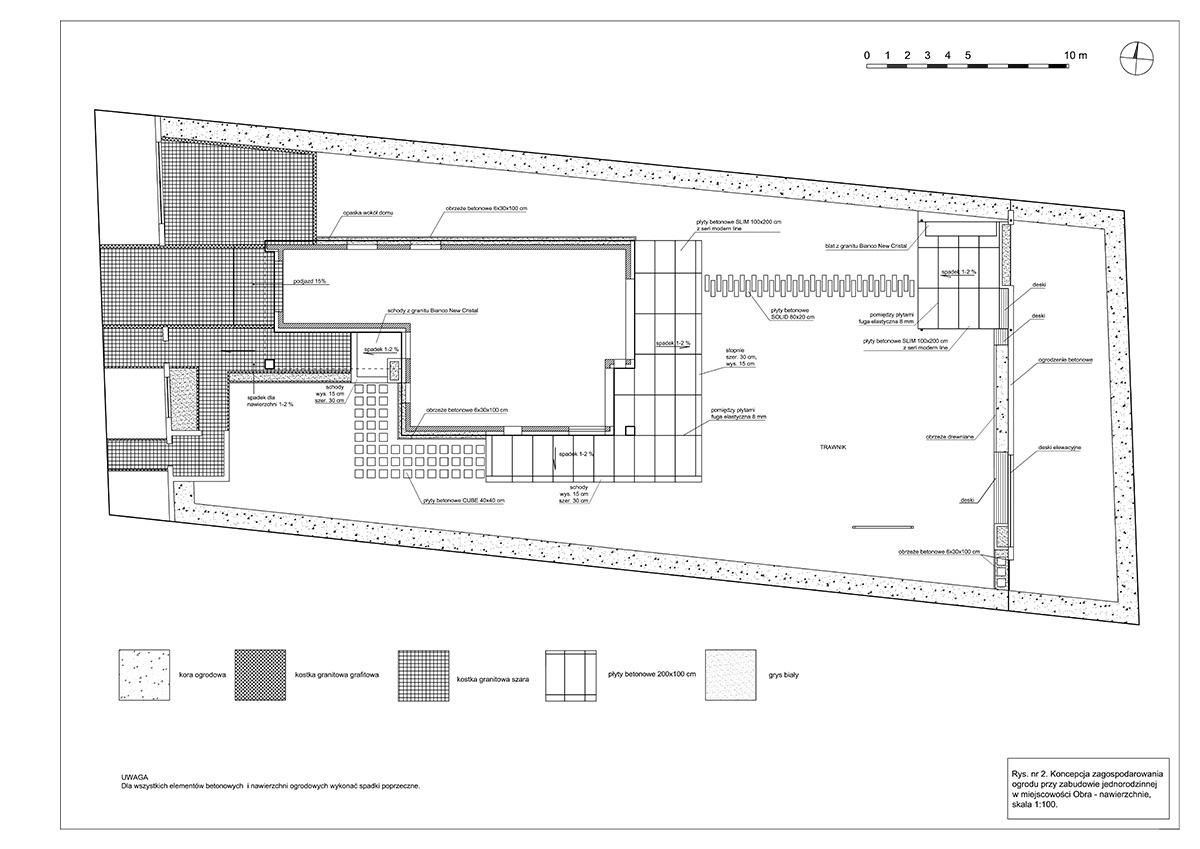 0 1 2 3 4 5 10 m
opaska wokół domu
obrzeże betonowe 6x30x100 cm
płyty betonowe SLIM 100x200 cm
z serii modern line
blat z granitu Bianco New Cristal
spadek 1-2 %
podjazd 15%
deski
schody z granitu Bianco New Cristal
płyty betonowe
SOLID 80x20 cm
pomiędzy płytami
fuga elastyczna 8 mm
deski
płyty betonowe SLIM 100x200 cm
z serii modern line
spadek 1-2 %
spadek 1-2 %
stopnie
szer. 30 cm,
wys. 15 cm
ogrodzenie betonowe
schody
wys. 15 cm
szer. 30 cm
spadek dla
nawierzchni 1-2 %
obrzeże betonowe 6x30x100 cm
pomiędzy płytami
fuga elastyczna 8 mm
obrzeże drewniane
TRAWNIK
deski elewacyjne
spadek 1-2 %
schody
wys. 15 cm
szer. 30 cm
płyty betonowe CUBE 40x40 cm
deski
obrzeże betonowe 6x30x100 cm
kora ogrodowa
kostka granitowa grafitowa
kostka granitowa szara
płyty betonowe 200x100 cm
grys biały
UWAGA
Dla wszystkich elementów betonowych i nawierzchni ogrodowych wykonać spadki poprzeczne.
Rys. nr 2. Koncepcja zagospodarowania
ogrodu przy zabudowie jednorodzinnej
w miejscowości Obra - nawierzchnie,
skala 1:100.